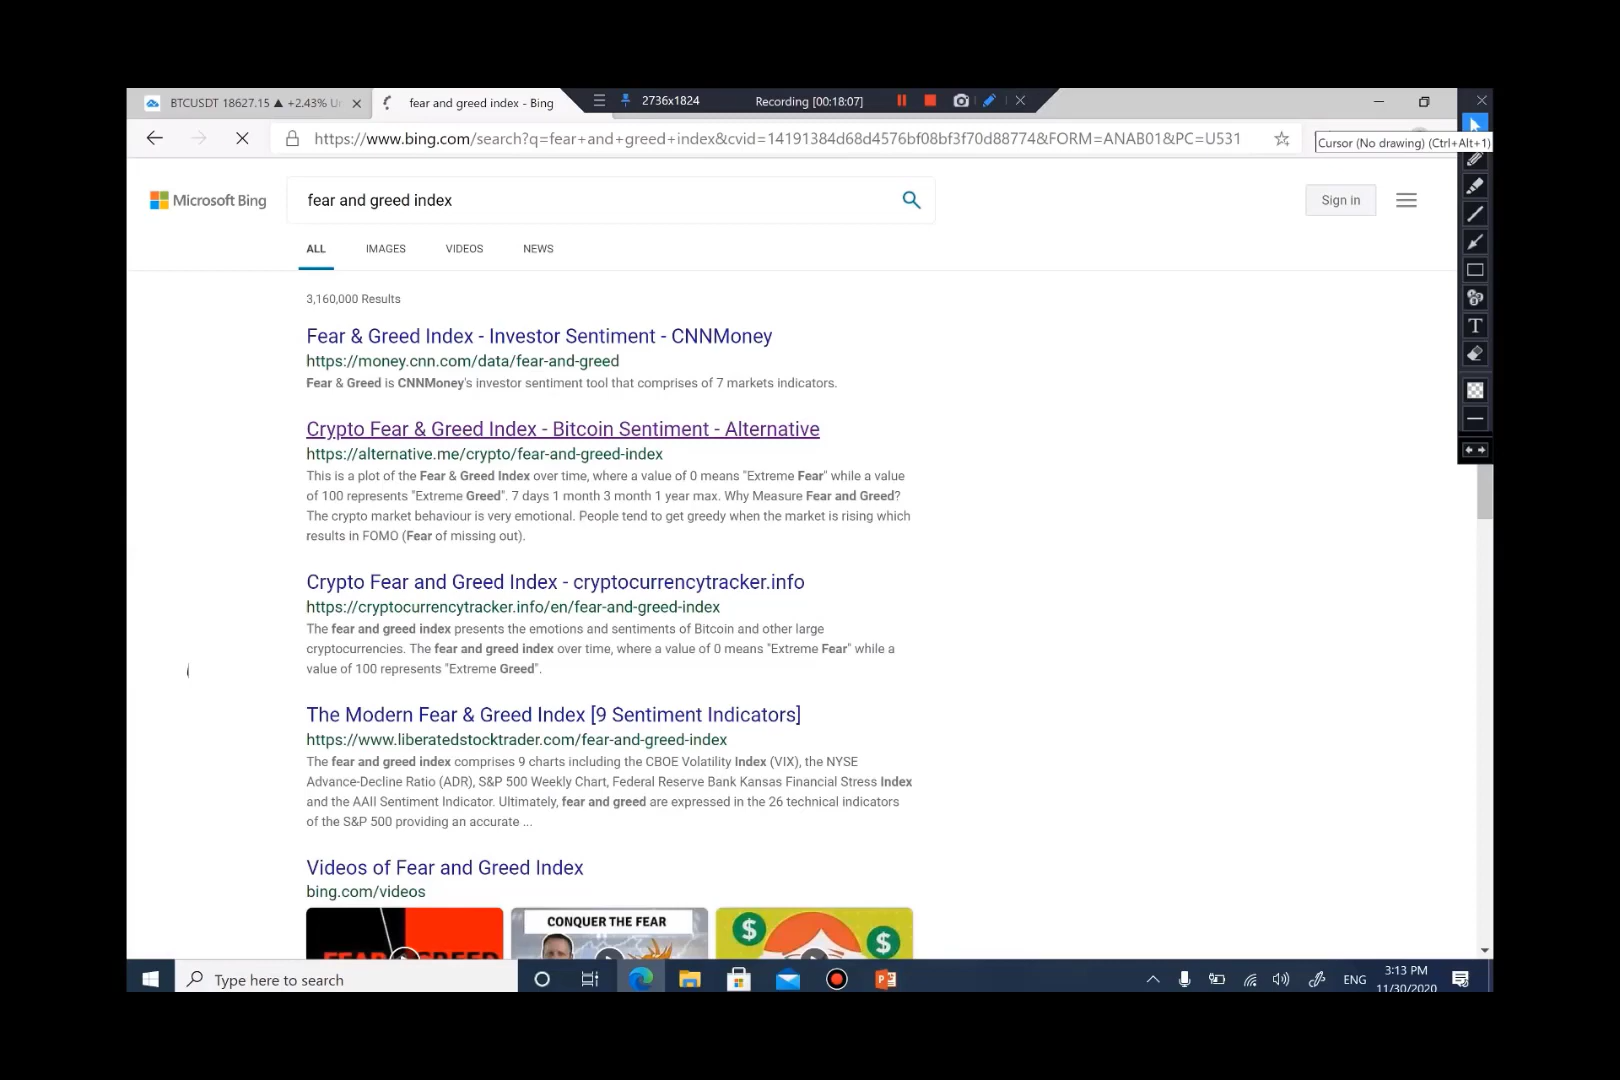 BTCUSDT 18627.15 ▲ +2.43%
fear and greed index - Bing
2736x1824
Recording [00:18:07]
https://www.bing.com/search?q=fear+and+greed+index&cvid=14191384d68d4576bf08bf3f70d88774&FORM=ANAB01&PC=U531
Cursor (No drawing) (Ctrl+Alt+1)
Microsoft Bing
fear and greed index
Sign in
ALL IMAGES VIDEOS NEWS
3,160,000 Results
Fear & Greed Index - Investor Sentiment - CNNMoney
https://money.cnn.com/data/fear-and-greed
Fear & Greed is CNNMoney's investor sentiment tool that comprises of 7 markets indicators.
Crypto Fear & Greed Index - Bitcoin Sentiment - Alternative
https://alternative.me/crypto/fear-and-greed-index
This is a plot of the Fear & Greed Index over time, where a value of 0 means "Extreme Fear" while a value
of 100 represents "Extreme Greed". 7 days 1 month 3 month 1 year max. Why Measure Fear and Greed?
The crypto market behaviour is very emotional. People tend to get greedy when the market is rising which
results in FOMO (Fear of missing out).
Crypto Fear and Greed Index - cryptocurrencytracker.info
https://cryptocurrencytracker.info/en/fear-and-greed-index
The fear and greed index presents the emotions and sentiments of Bitcoin and other large
cryptocurrencies. The fear and greed index over time, where a value of 0 means "Extreme Fear" while a
value of 100 represents "Extreme Greed".
The Modern Fear & Greed Index [9 Sentiment Indicators]
https://www.liberatedstocktrader.com/fear-and-greed-index
The fear and greed index comprises 9 charts including the CBOE Volatility Index (VIX), the NYSE
Advance-Decline Ratio (ADR), S&P 500 Weekly Chart, Federal Reserve Bank Kansas Financial Stress Index
and the AAII Sentiment Indicator. Ultimately, fear and greed are expressed in the 26 technical indicators
of the S&P 500 providing an accurate ...
Videos of Fear and Greed Index
bing.com/videos
CONQUER THE FEAR
$ $
T
Type here to search
ENG
3:13 PM
11/30/2020